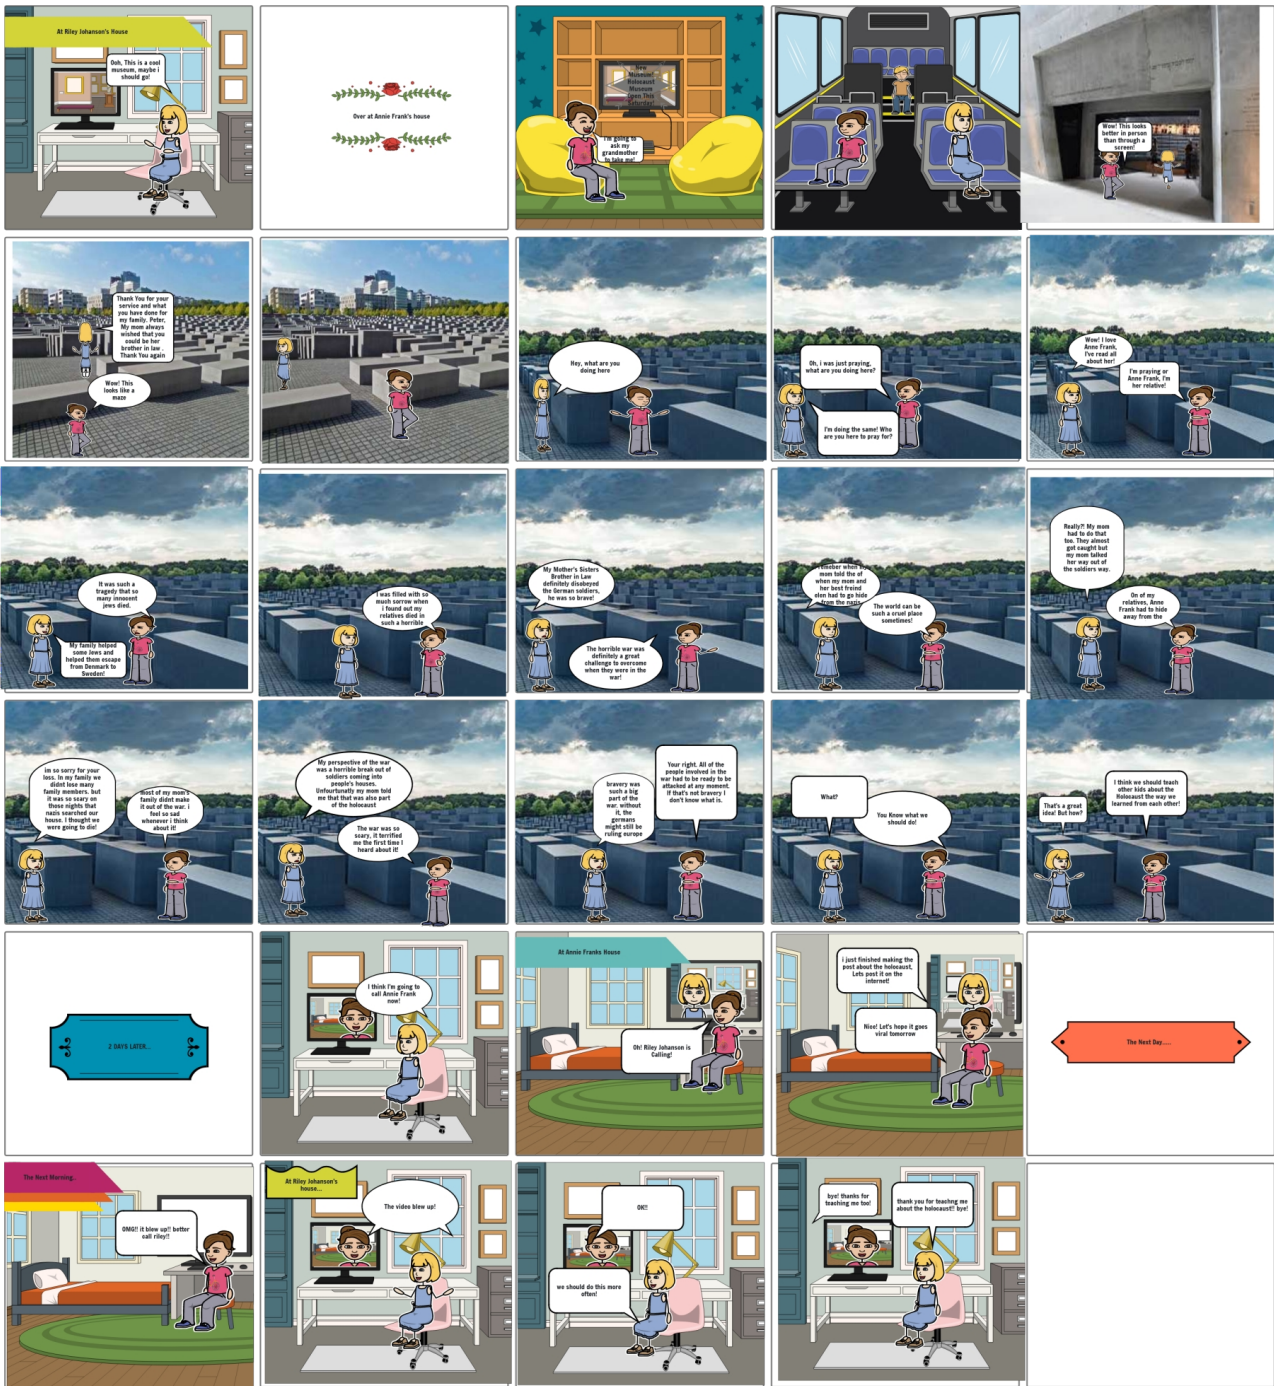 At Riley Johanson's House
Ooh, This is a cool
museum, maybe i
should go!
Over at Annie Frank's house
New
Museum!
Holocaust
Museum
Open This
Saturday!
I'm going to
ask my
grandmother
to take me!
Wow! This looks
better in person
than through a
screen!
Thank You for your
service and what
you have done for
my family. Peter,
My mom always
wished that you
could be her
brother in law .
Thank You again
Wow! This
looks like a
maze
Hey, what are you
doing here
Oh, i was just praying,
what are you doing here?
I'm doing the same! Who
are you here to pray for?
Wow! I love
Anne Frank,
I've read all
about her!
I'm praying or
Anne Frank, I'm
her relative!
It was such a
tragedy that so
many innocent
jews died.
My family helped
some Jews and
helped them escape
from Denmark to
Sweden!
I was filled with so
much sorrow when
i found out my
relatives died in
such a horrible
My Mother's Sisters
Brother in Law
definitely disobeyed
the German soldiers,
he was so brave!
The horrible war was
definitely a great
challenge to overcome
when they were in the
war!
remeber when my
mom told the of
when my mom and
her best freind
elen had to go hide
from the nazis
The world can be
such a cruel place
sometimes!
Really?! My mom
had to do that
too. They almost
got caught but
my mom talked
her way out of
the soldiers way.
On of my
relatives, Anne
Frank had to hide
away from the
im so sorry for your
loss. In my family we
didnt lose many
family members. but
it was so scary on
those nights that
nazis searched our
house. I thought we
were going to die!
most of my mom's
family didnt make
it out of the war. i
feel so sad
whenever i think
about it!
My perspective of the war
was a horrible break out of
soldiers coming into
people's houses.
Unfortunatly my mom told
me that that was also part
of the holocaust
The war was so
scary, it terrified
me the first time I
heard about it!
bravery was
such a big
part of the
war, without
it, the
germans
might still be
ruling europe
Your right. All of the
people involved in the
war had to be ready to be
attacked at any moment.
If that's not bravery I
don't know what is.
What?
You Know what we
should do!
That's a great
idea! But how?
I think we should teach
other kids about the
Holocaust the way we
learned from each other!
2 DAYS LATER...
I think I'm going to
call Annie Frank
now!
At Annie Franks House
Oh! Riley Johanson is
Calling!
i just finished making the
post about the holocaust,
Lets post it on the
internet!
Nice! Let's hope it goes
viral tomorrow
The Next Day.....
The Next Morning..
OMG!! it blew up!! better
call riley!!
At Riley Johanson's
house...
The video blew up!
OK!!
we should do this more
often!
bye! thanks for
teaching me too!
thank you for teachng me
about the holocaust!! bye!